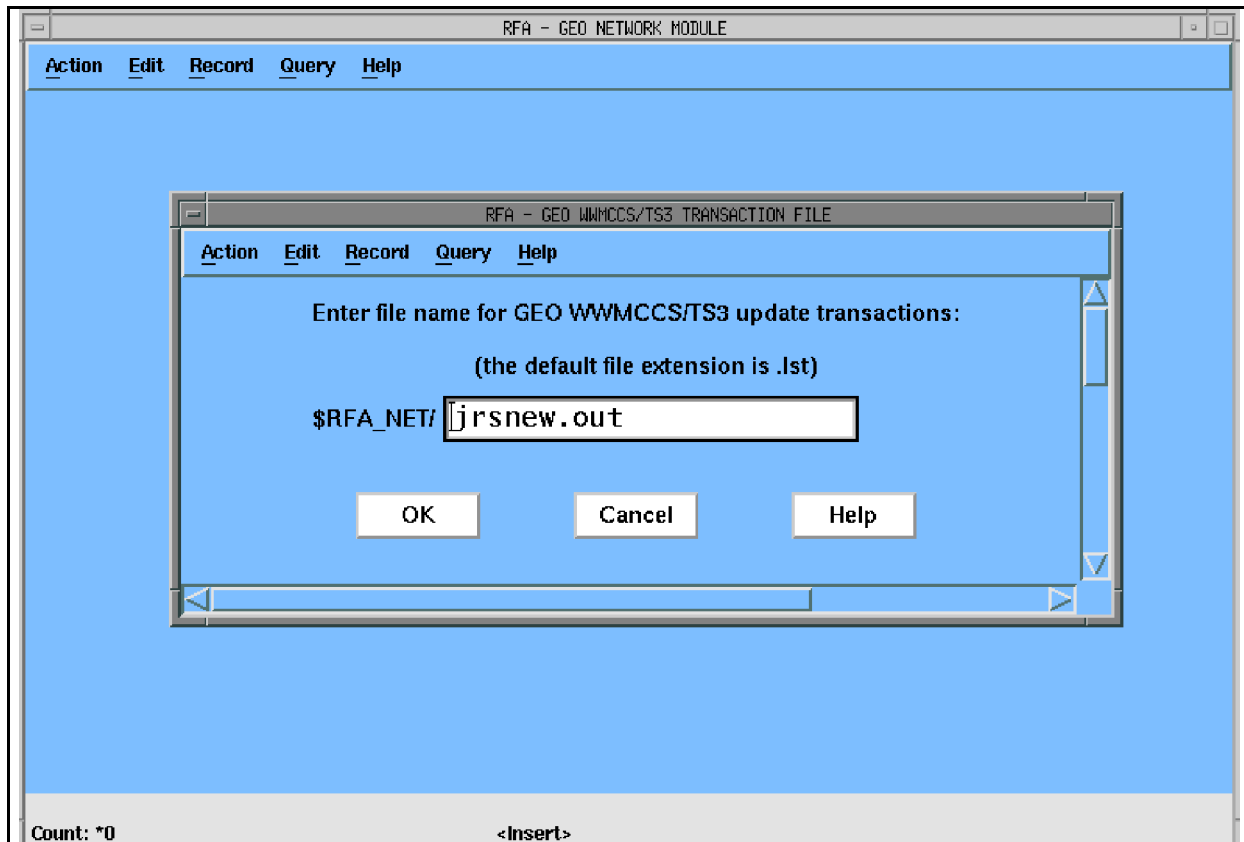 RFA - GEO NETWORK MODULE
Action Edit Record Query Help
RFA - GEO WWMCCS/TS3 TRANSACTION FILE
Action Edit Record Query Help
Enter file name for GEO WWMCCS/TS3 update transactions:
(the default file extension is .lst)
$RFA_NET/ jrsnew.out
OK Cancel Help
Count: *0 <Insert>